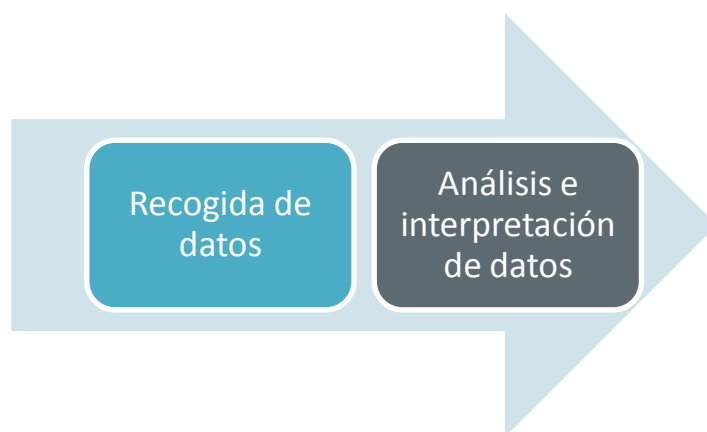 Recogida de
datos
Análisis e
interpretación
de datos